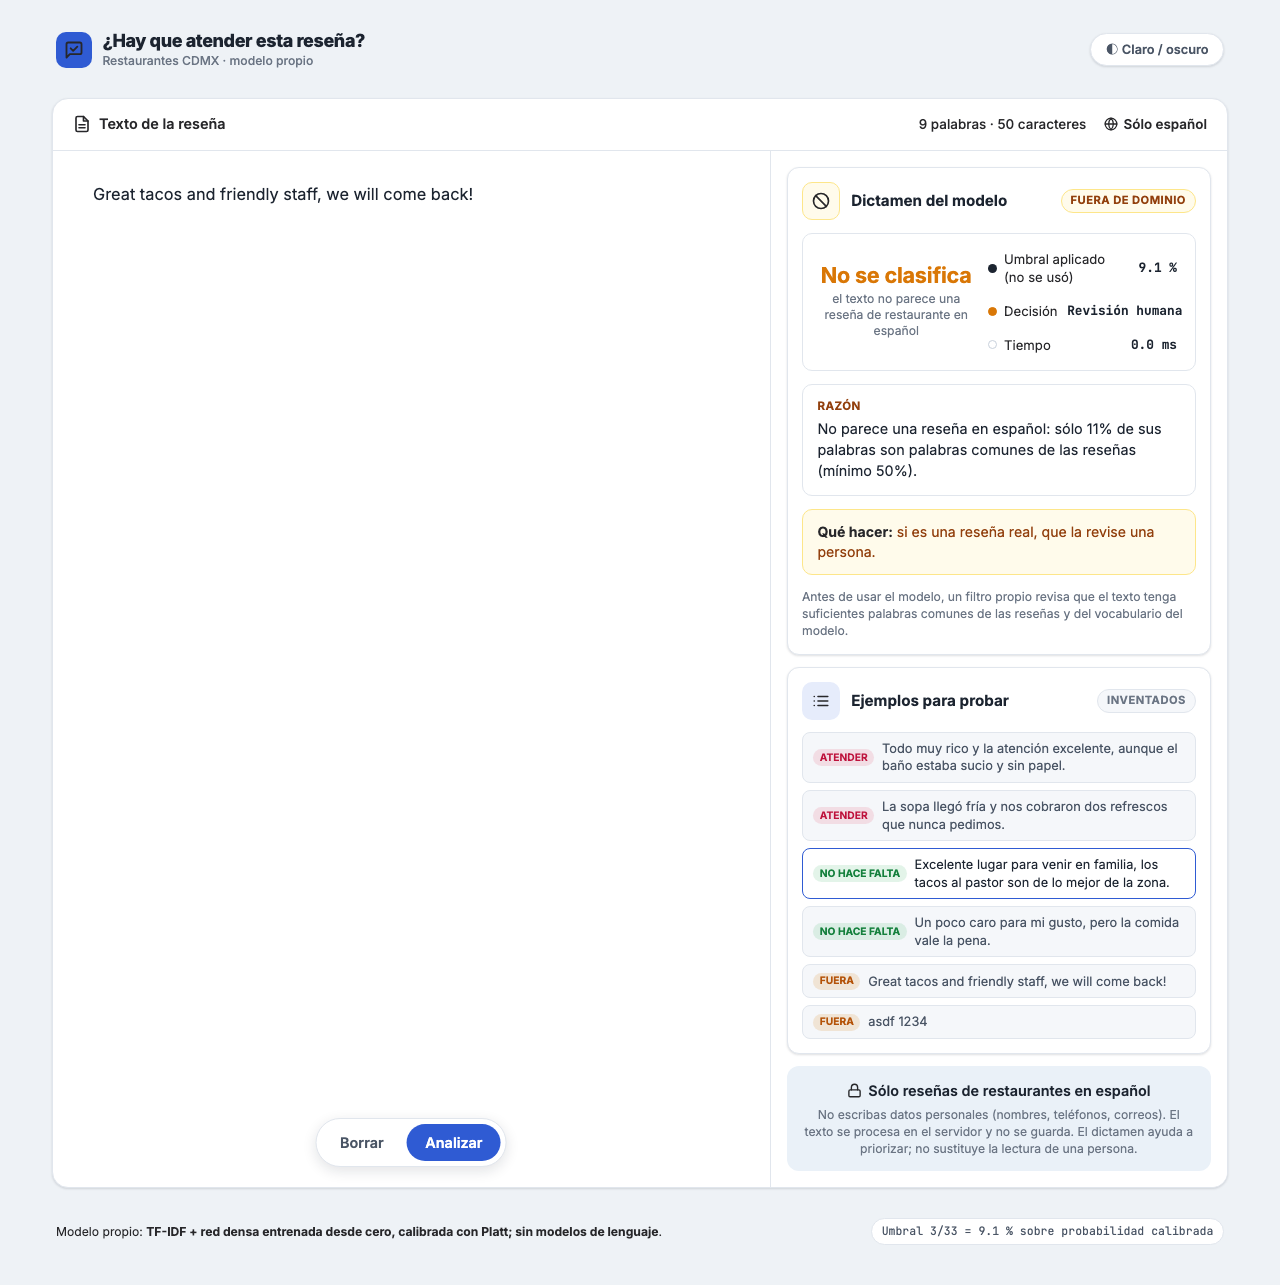 ¿Hay que atender esta reseña?
Restaurantes CDMX · modelo propio
Claro / oscuro
Texto de la reseña
9 palabras · 50 caracteres
Sólo español
Great tacos and friendly staff, we will come back!
Borrar
Analizar
Dictamen del modelo
FUERA DE DOMINIO
No se clasifica
el texto no parece una
reseña de restaurante en
español
Umbral aplicado
(no se usó)
9.1 %
Decisión
Revisión humana
Tiempo
0.0 ms
RAZÓN
No parece una reseña en español: sólo 11% de sus
palabras son palabras comunes de las reseñas
(mínimo 50%).
Qué hacer: si es una reseña real, que la revise una
persona.
Antes de usar el modelo, un filtro propio revisa que el texto tenga
suficientes palabras comunes de las reseñas y del vocabulario del
modelo.
Ejemplos para probar
INVENTADOS
ATENDER
Todo muy rico y la atención excelente, aunque el
baño estaba sucio y sin papel.
ATENDER
La sopa llegó fría y nos cobraron dos refrescos
que nunca pedimos.
NO HACE FALTA
Excelente lugar para venir en familia, los
tacos al pastor son de lo mejor de la zona.
NO HACE FALTA
Un poco caro para mi gusto, pero la comida
vale la pena.
FUERA
Great tacos and friendly staff, we will come back!
FUERA
asdf 1234
Sólo reseñas de restaurantes en español
No escribas datos personales (nombres, teléfonos, correos). El
texto se procesa en el servidor y no se guarda. El dictamen ayuda a
priorizar; no sustituye la lectura de una persona.
Modelo propio: TF-IDF + red densa entrenada desde cero, calibrada con Platt; sin modelos de lenguaje.
Umbral 3/33 = 9.1 % sobre probabilidad calibrada